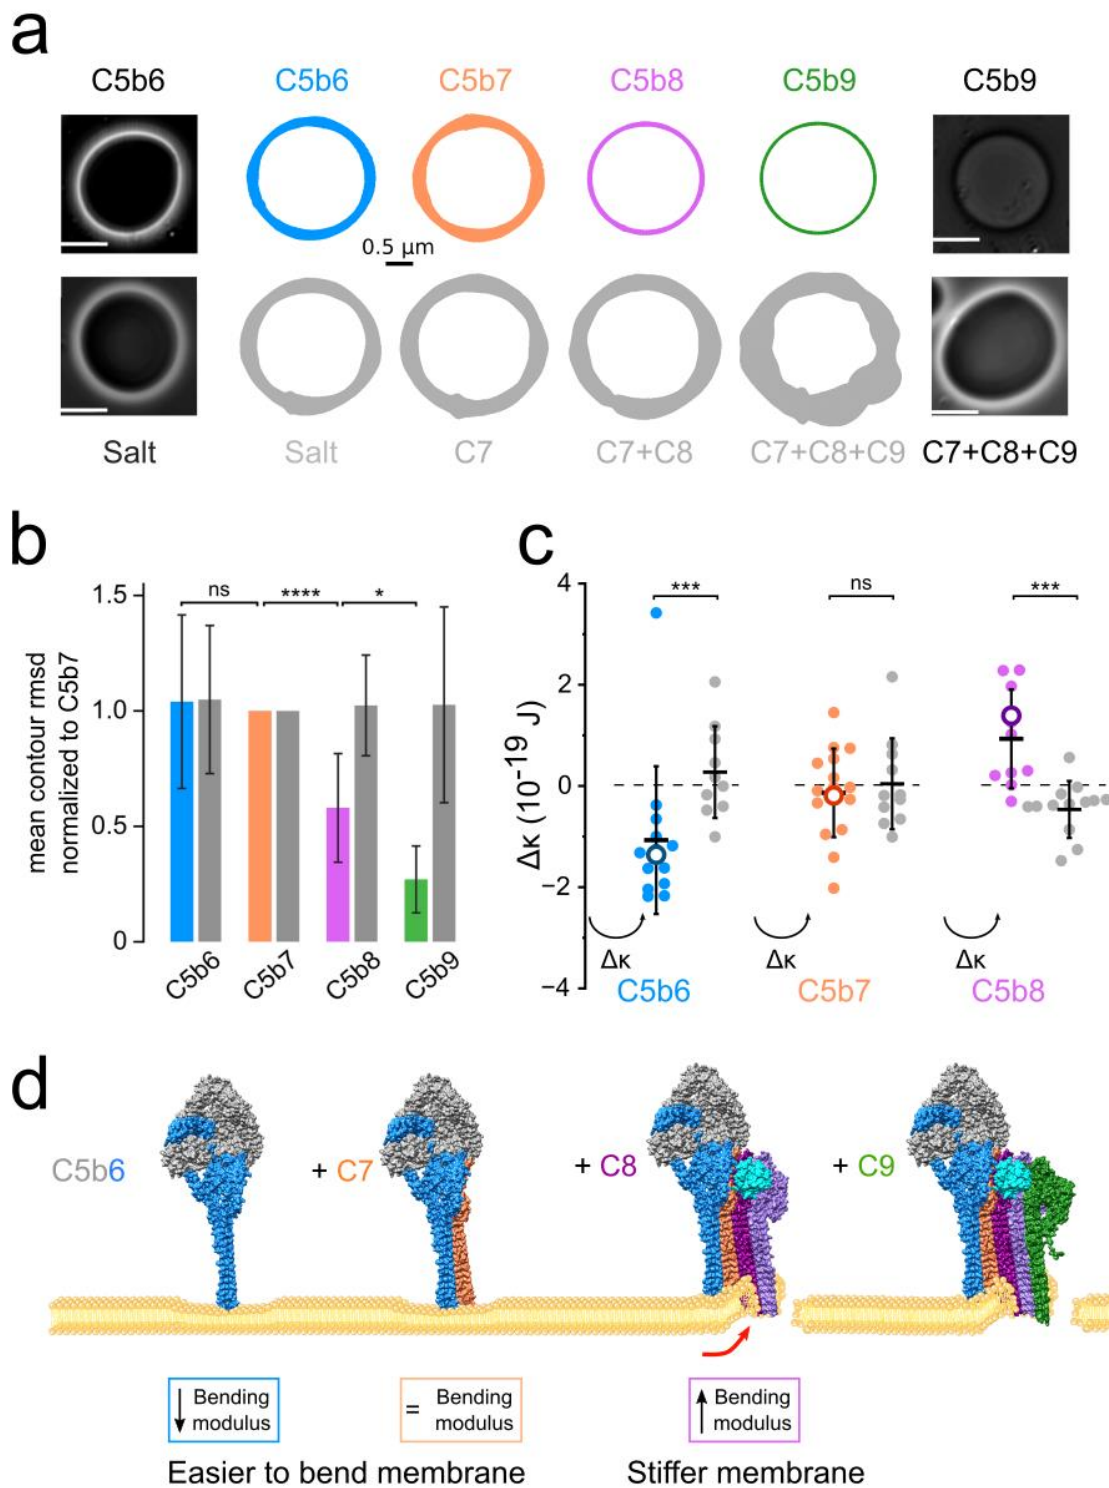 a
C5b6 C5b6 C5b7 C5b8 C5b9 C5b9
0.5 μm
Salt Salt C7 C7+C8 C7+C8+C9 C7+C8+C9
b
mean contour rmsd
normalized to C5b7
1.5
1.0
0.5
0
ns **** *
C5b6 C5b7 C5b8 C5b9
c
Δκ (10⁻¹⁹ J)
4
2
0
−2
−4
*** ns ***
Δκ Δκ Δκ
C5b6 C5b7 C5b8
d
C5b6 + C7 + C8 + C9
↓ Bending
modulus
= Bending
modulus
↑ Bending
modulus
Easier to bend membrane
Stiffer membrane